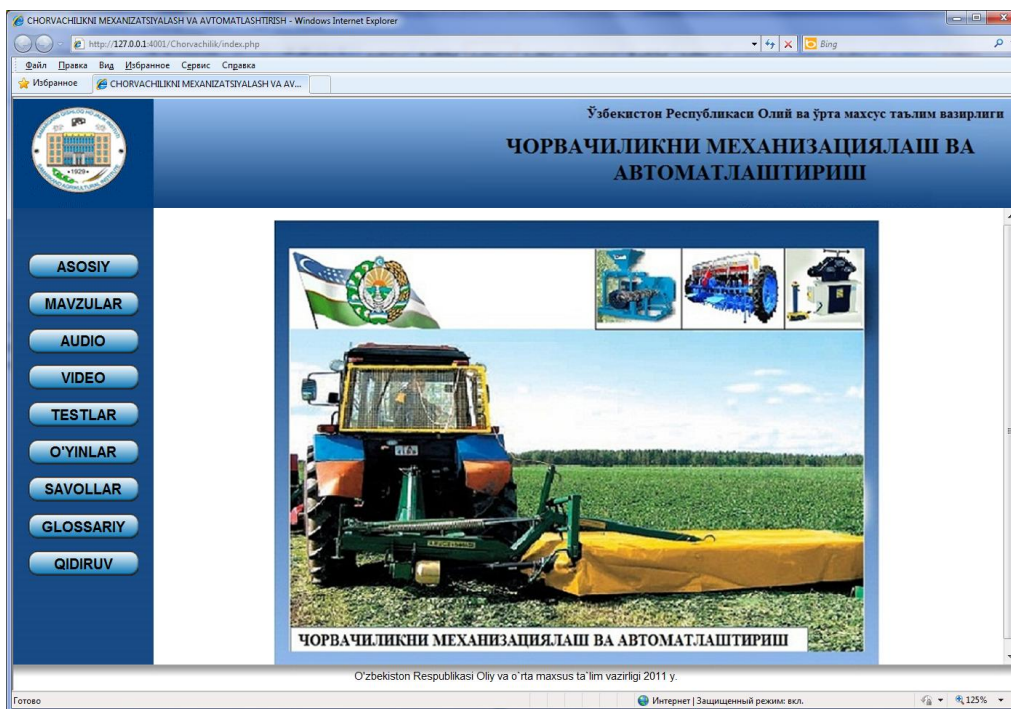 CHORVACHILIKNI MEXANIZATSIYALASH VA AVTOMATLASHTIRISH - Windows Internet Explorer
http://127.0.0.1:4001/Chorvachilik/index.php
Bing
Файл Правка Вид Избранное Сервис Справка
Избранное
CHORVACHILIKNI MEXANIZATSIYALASH VA AV...
Ўзбекистон Республикаси Олий ва ўрта махсус таълим вазирлиги
ЧОРВАЧИЛИКНИ МЕХАНИЗАЦИЯЛАШ ВА
АВТОМАТЛАШТИРИШ
•1929•
ASOSIY
MAVZULAR
AUDIO
VIDEO
TESTLAR
O'YINLAR
SAVOLLAR
GLOSSARIY
QIDIRUV
ЧОРВАЧИЛИКНИ МЕХАНИЗАЦИЯЛАШ ВА АВТОМАТЛАШТИРИШ
O'zbekiston Respublikasi Oliy va o`rta maxsus ta`lim vazirligi 2011 y.
Готово
Интернет | Защищенный режим: вкл.
125%